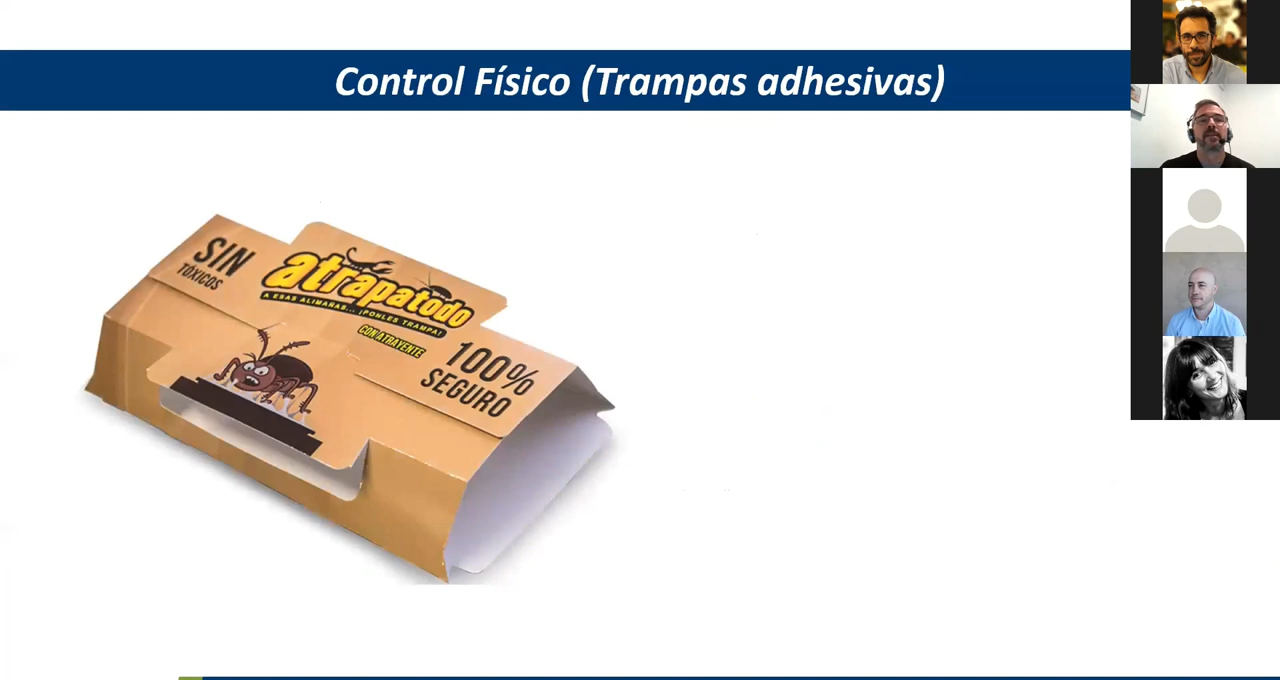 Control Físico (Trampas adhesivas)
SIN
TÓXICOS
atrapatodo
A ESAS ALIMAÑAS... ¡PONLES TRAMPA!
CON ATRAYENTE
100%
SEGURO